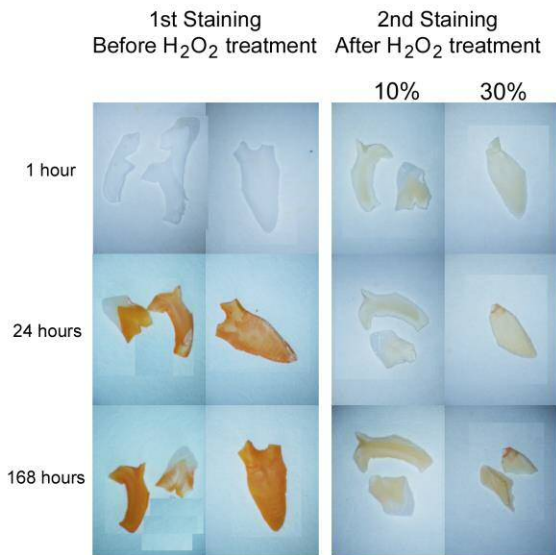 1st Staining
Before H₂O₂ treatment
2nd Staining
After H₂O₂ treatment
10%
30%
1 hour
24 hours
168 hours